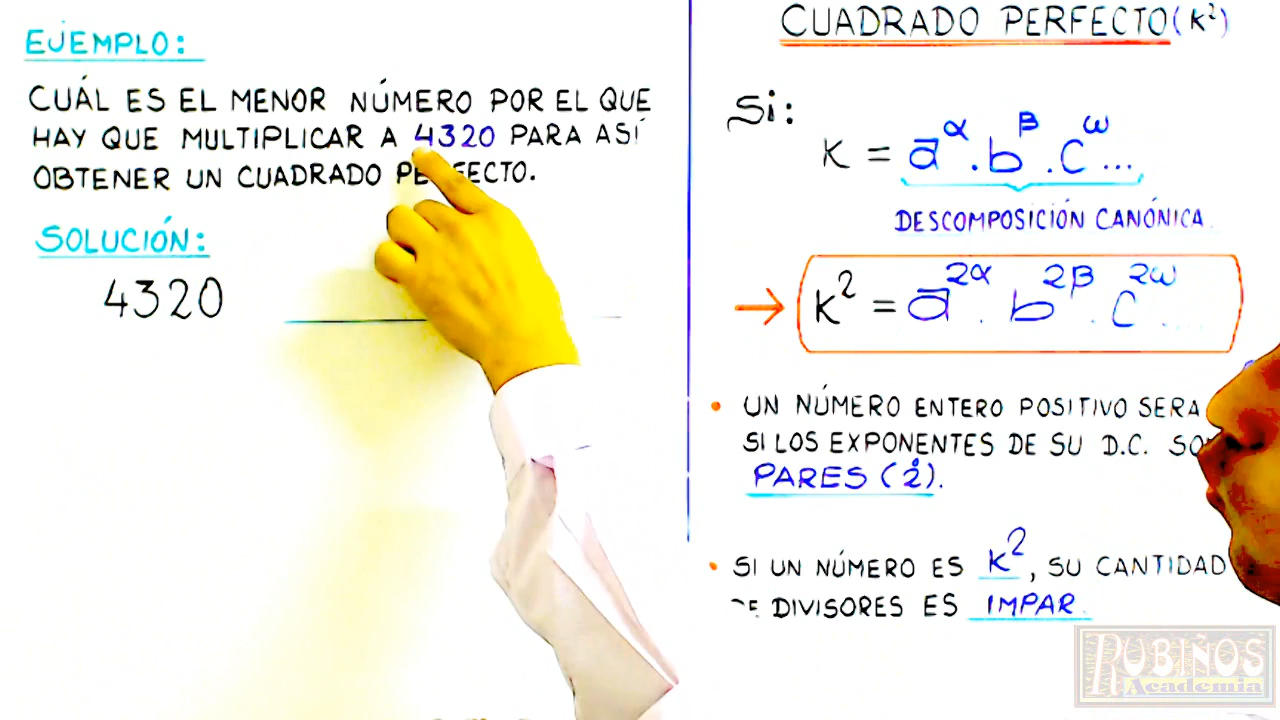 EJEMPLO:
CUÁL ES EL MENOR NÚMERO POR EL QUE
HAY QUE MULTIPLICAR A 4320 PARA ASÍ
OBTENER UN CUADRADO PERFECTO.
SOLUCIÓN:
4320
CUADRADO PERFECTO (K²)
Si:
K = a^α . b^β . c^ω ...
DESCOMPOSICIÓN CANÓNICA.
→ K² = a^2α . b^2β . c^2ω ....
• UN NÚMERO ENTERO POSITIVO SERA
SI LOS EXPONENTES DE SU D.C.
PARES (2°).
• SI UN NÚMERO ES K², SU CANTIDAD
DE DIVISORES ES IMPAR.
RUBIÑOS
Academia